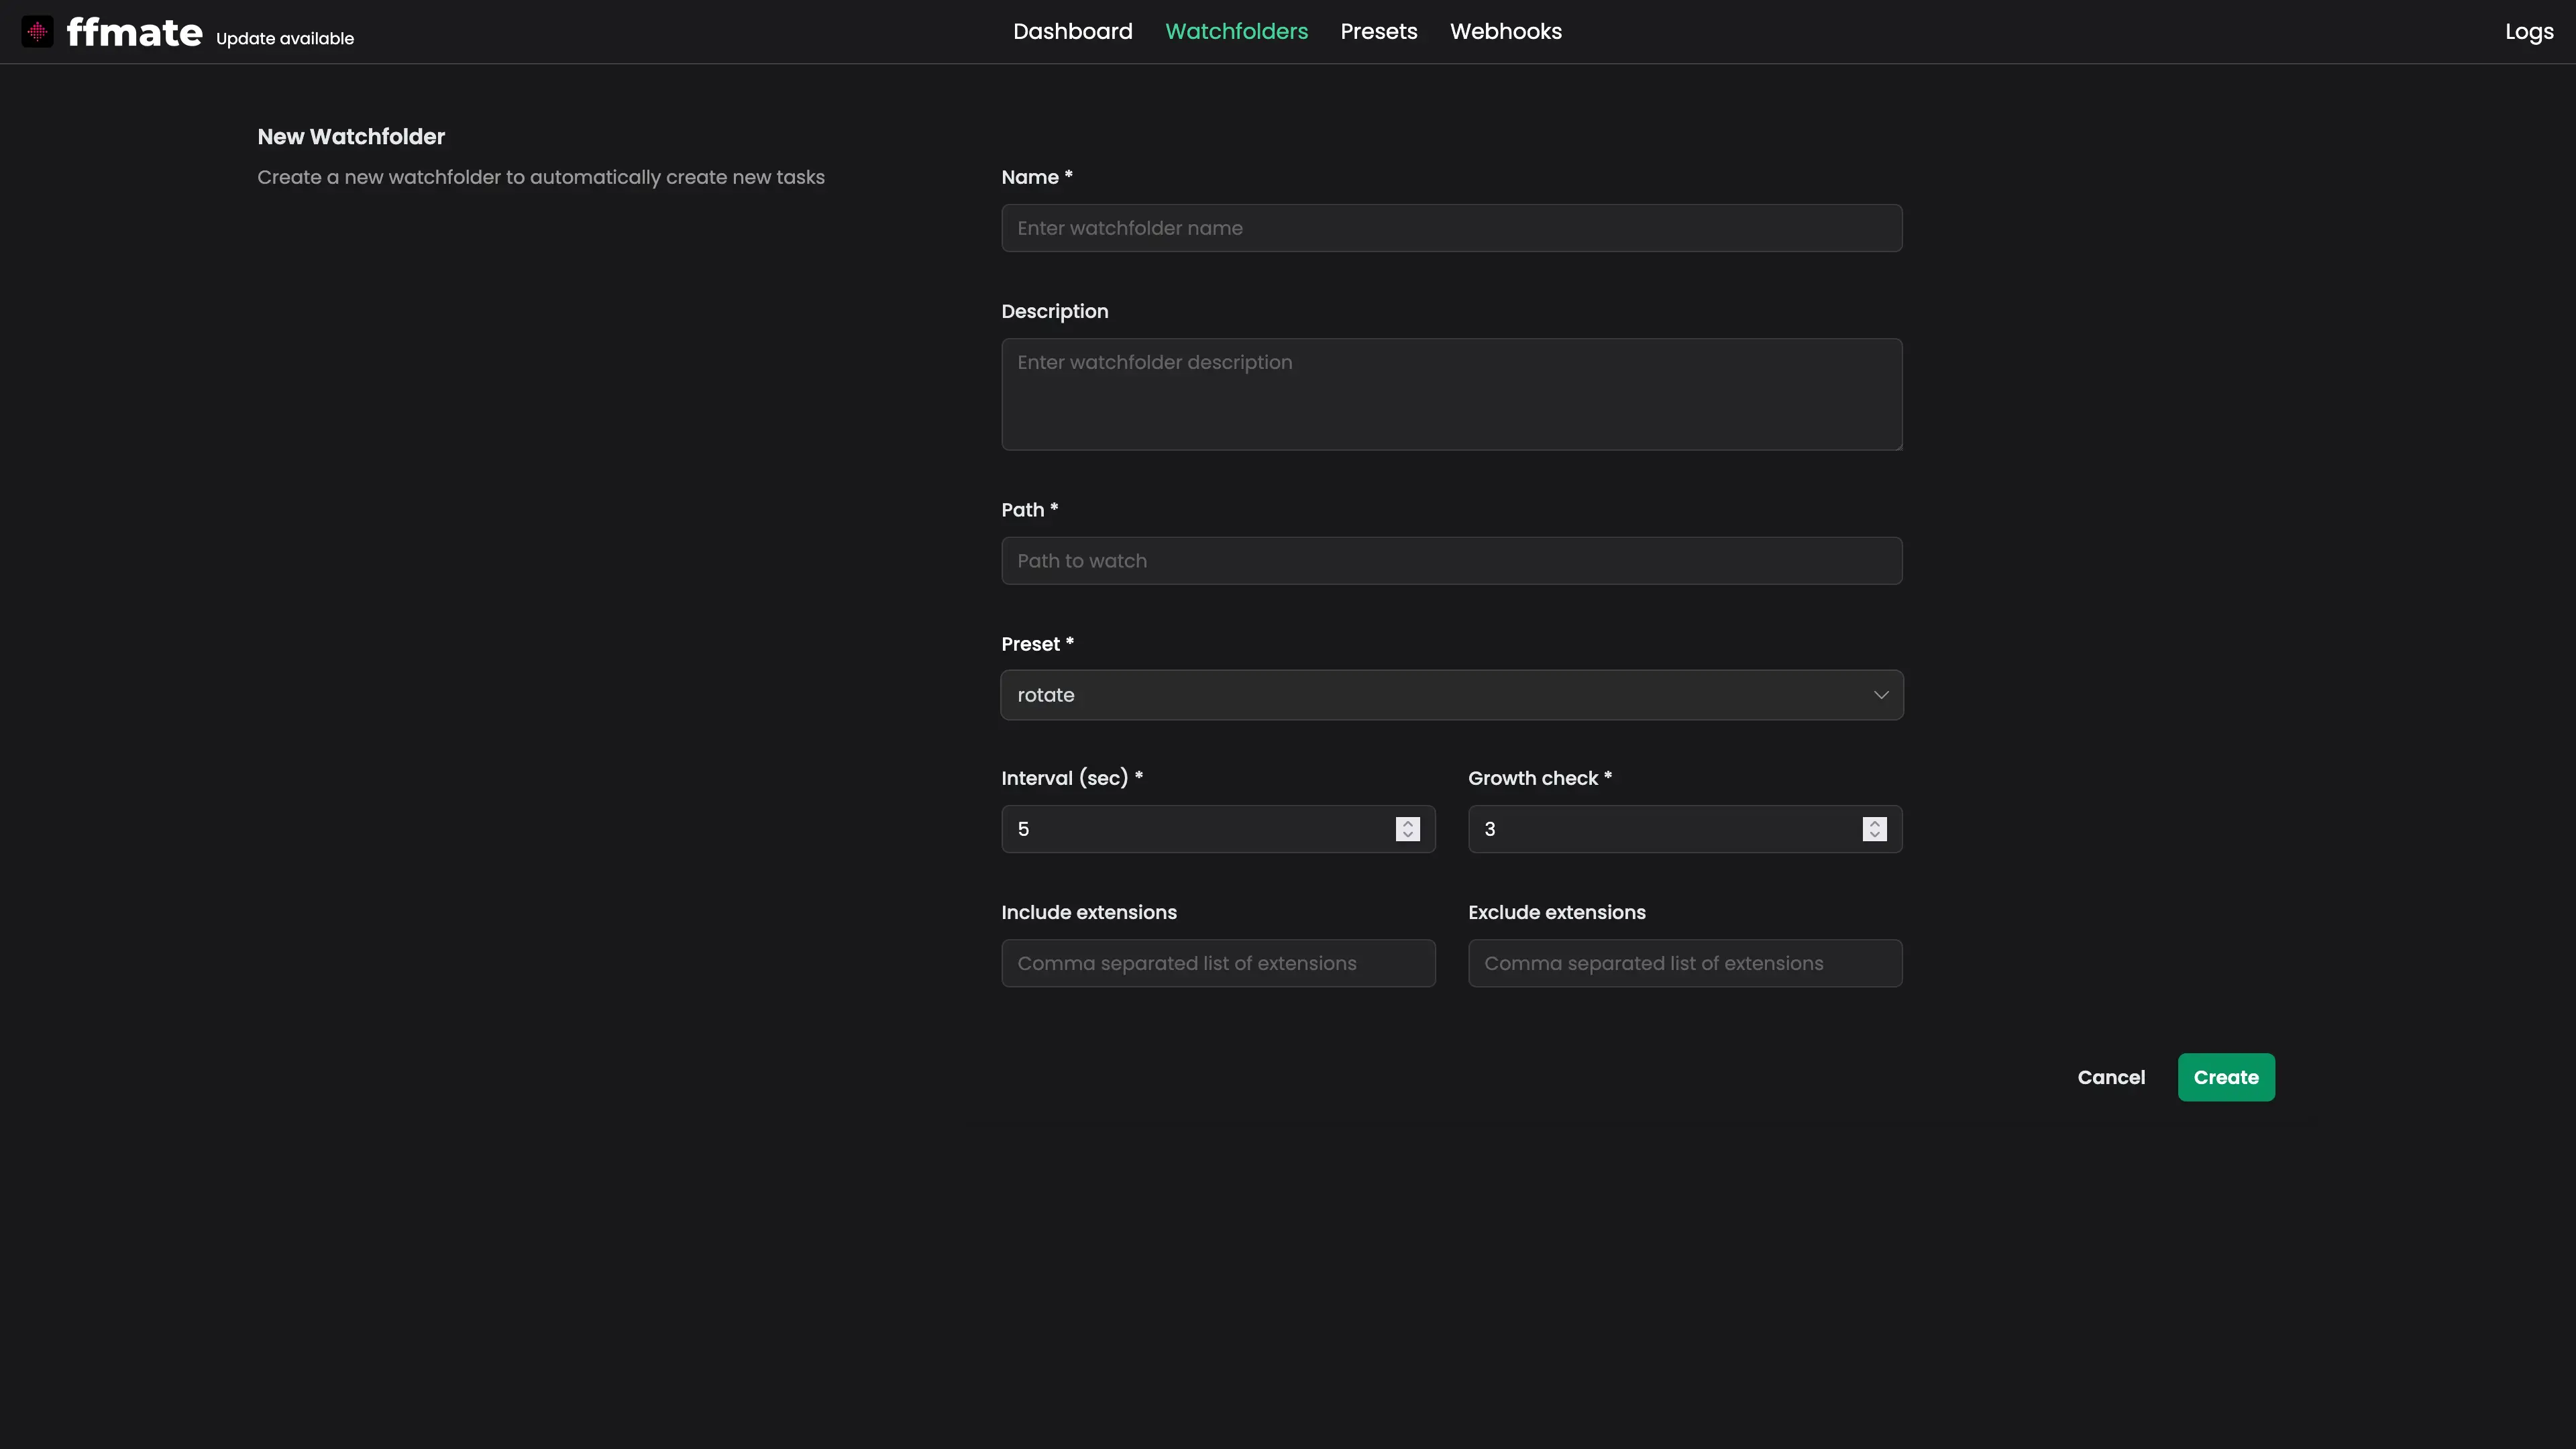 ffmate Update available
Dashboard Watchfolders Presets Webhooks
Logs
New Watchfolder
Create a new watchfolder to automatically create new tasks
Name *
Enter watchfolder name
Description
Enter watchfolder description
Path *
Path to watch
Preset *
rotate
Interval (sec) * Growth check *
5 3
Include extensions Exclude extensions
Comma separated list of extensions Comma separated list of extensions
Cancel Create